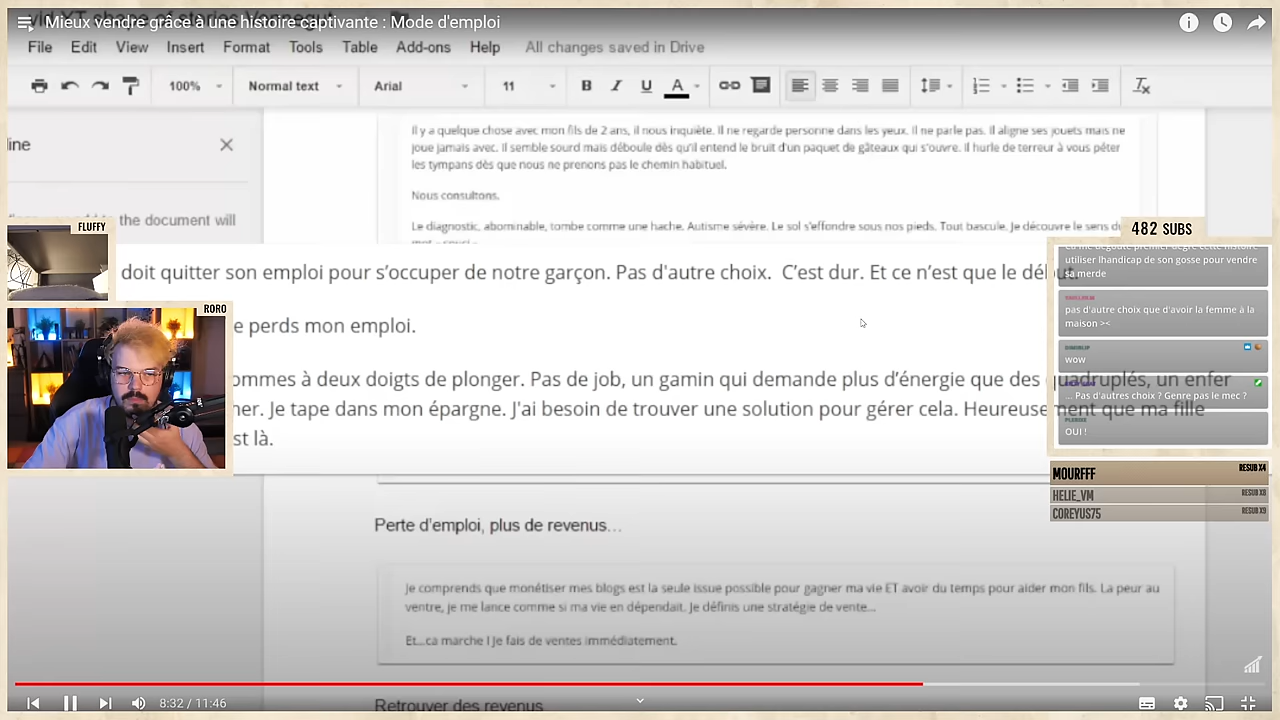 Mieux vendre grâce à une histoire captivante : Mode d'emploi
File Edit View Insert Format Tools Table Add-ons Help All changes saved in Drive
100% Normal text Arial 11 B I U A
ine
the document will
Il y a quelque chose avec mon fils de 2 ans, il nous inquiète. Il ne regarde personne dans les yeux. Il ne parle pas. Il aligne ses jouets mais ne
joue jamais avec. Il semble sourd mais déboule dès qu'il entend le bruit d'un paquet de gâteaux qui s'ouvre. Il hurle de terreur à vous péter
les tympans dès que nous ne prenons pas le chemin habituel.
Nous consultons.
Le diagnostic, abominable, tombe comme une hache. Autisme sévère. Le sol s'effondre sous nos pieds. Tout bascule. Je découvre le sens du
FLUFFY
RORO
doit quitter son emploi pour s'occuper de notre garçon. Pas d'autre choix. C'est dur. Et ce n'est que le début.
e perds mon emploi.
ommes à deux doigts de plonger. Pas de job, un gamin qui demande plus d'énergie que des quadruplés, un enfer
ner. Je tape dans mon épargne. J'ai besoin de trouver une solution pour gérer cela. Heureusement que ma fille
st là.
482 SUBS
utiliser lhandicap de son gosse pour vendre
sa merde
pas d'autre choix que d'avoir la femme à la
maison ><
wow
... Pas d'autres choix ? Genre pas le mec ?
OUI !
MOURFFF RESUB X4
HELIE_VM RESUB X8
COREYUS75 RESUB X9
Perte d'emploi, plus de revenus…
Je comprends que monétiser mes blogs est la seule issue possible pour gagner ma vie ET avoir du temps pour aider mon fils. La peur au
ventre, je me lance comme si ma vie en dépendait. Je définis une stratégie de vente…
Et…ca marche ! Je fais de ventes immédiatement.
Retrouver des revenus
8:32 / 11:46